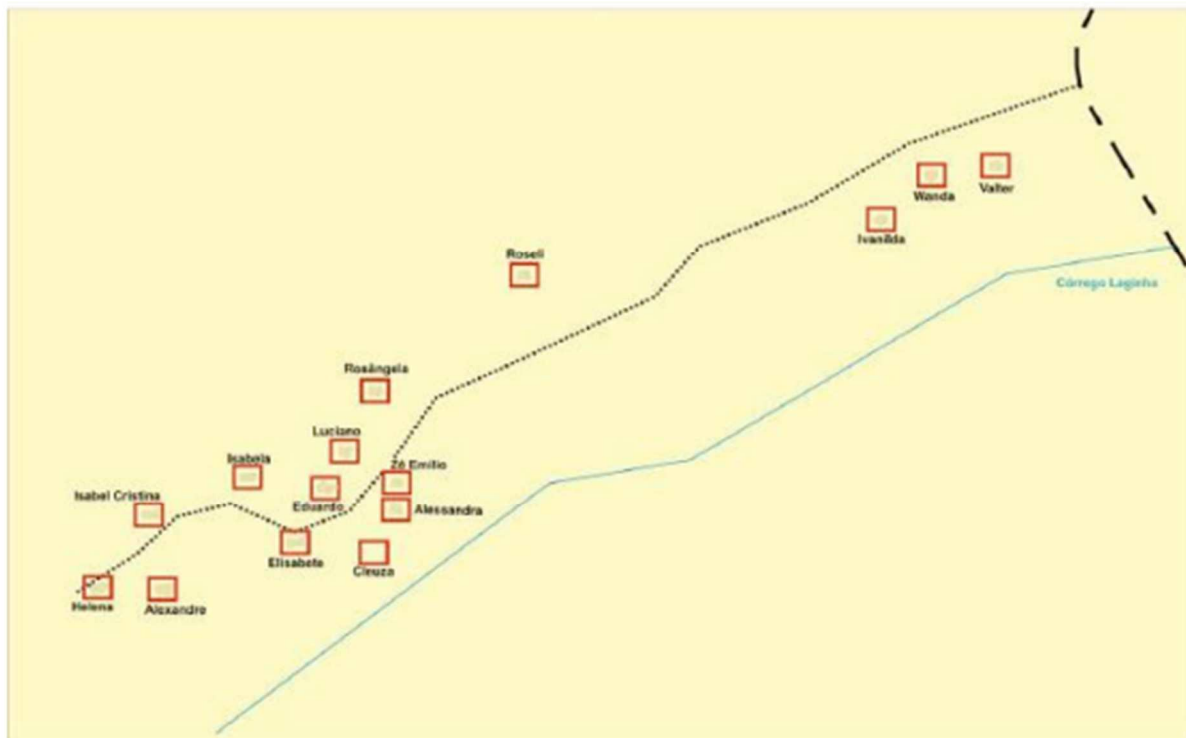 Valter
Wanda
Ivanilda
Roseli
Córrego Laginha
Rosângela
Luciano
Isabela
Zé Emílio
Isabel Cristina
Eduardo
Alessandra
Elisabete
Cleuza
Helena
Alexandre